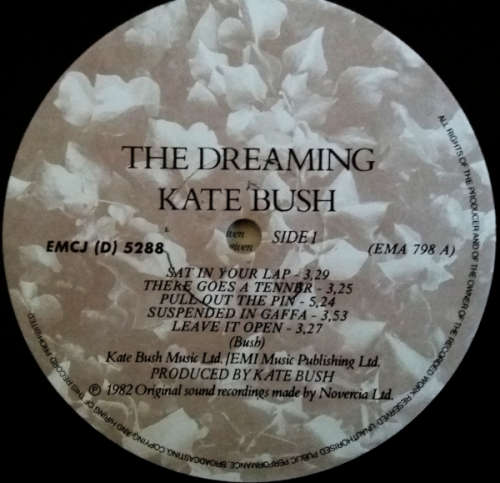 THE DREAMING
KATE BUSH
EMCJ (D) 5288
SIDE 1
(EMA 798 A)
SAT IN YOUR LAP - 3,29
THERE GOES A TENNER - 3,25
PULL OUT THE PIN - 5,24
SUSPENDED IN GAFFA - 3,53
LEAVE IT OPEN - 3,27
(Bush)
Kate Bush Music Ltd. /EMI Music Publishing Ltd.
PRODUCED BY KATE BUSH
℗ 1982 Original sound recordings made by Novercia Ltd.
ALL RIGHTS OF THE PRODUCER AND OF THE OWNER OF THE RECORDED WORK RESERVED. UNAUTHORISED PUBLIC PERFORMANCE, BROADCASTING, COPYING AND HIRING OF THIS RECORD PROHIBITED.